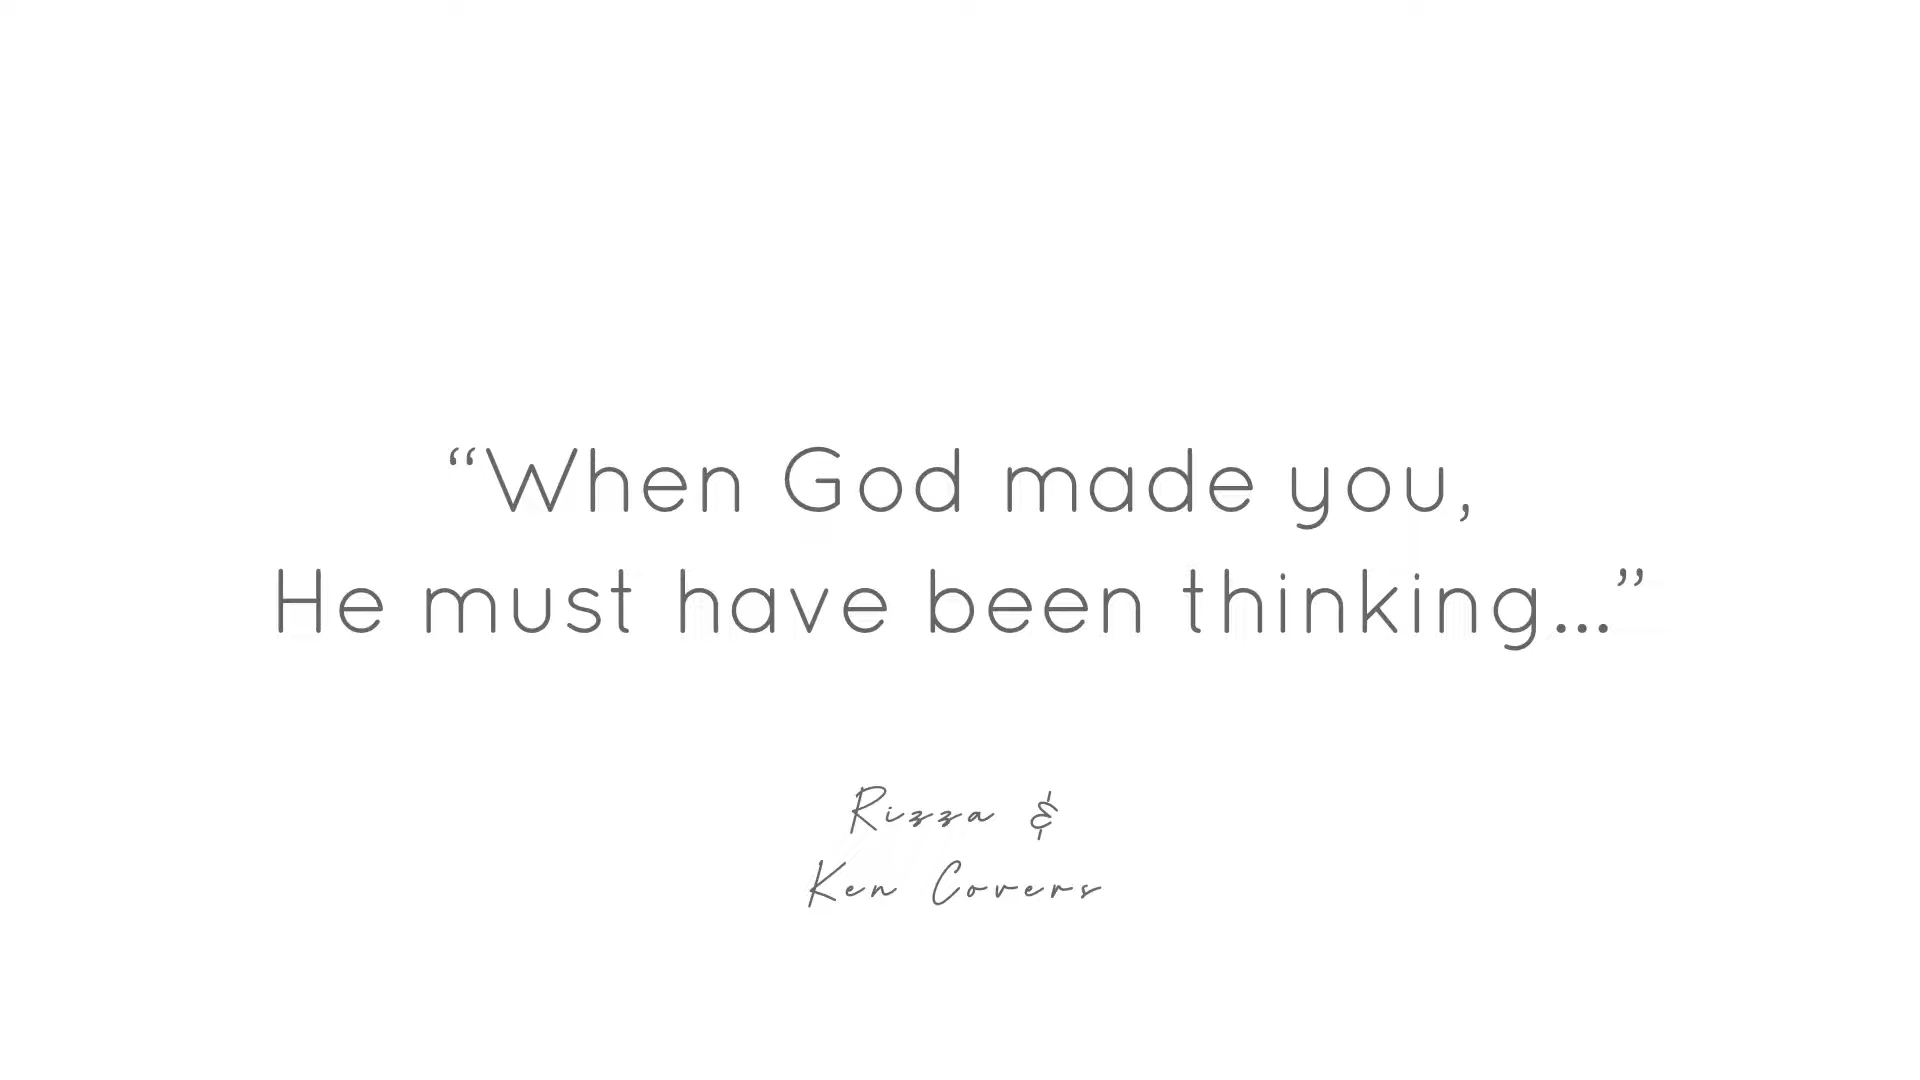 “When God made you,
He must have been thinking...”
Rizza &
Ken Covers